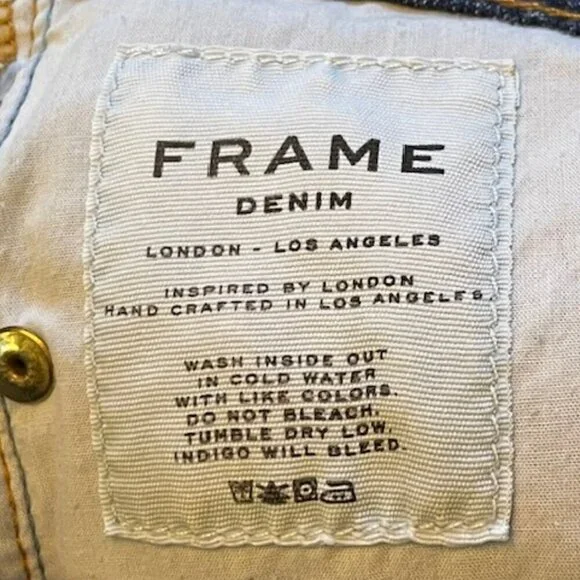 FRAME
DENIM
LONDON - LOS ANGELES
INSPIRED BY LONDON
HAND CRAFTED IN LOS ANGELES.
WASH INSIDE OUT
IN COLD WATER
WITH LIKE COLORS.
DO NOT BLEACH.
TUMBLE DRY LOW.
INDIGO WILL BLEED.